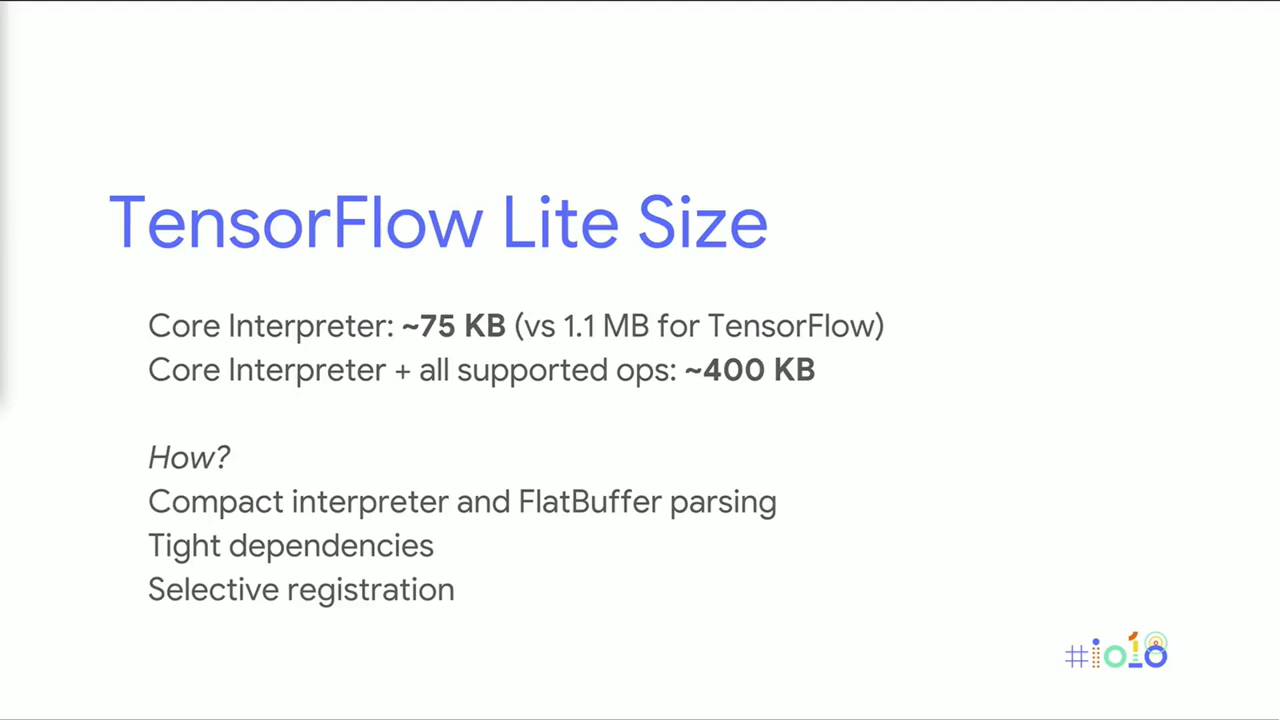 TensorFlow Lite Size
Core Interpreter: ~75 KB (vs 1.1 MB for TensorFlow)
Core Interpreter + all supported ops: ~400 KB
How?
Compact interpreter and FlatBuffer parsing
Tight dependencies
Selective registration
#io18